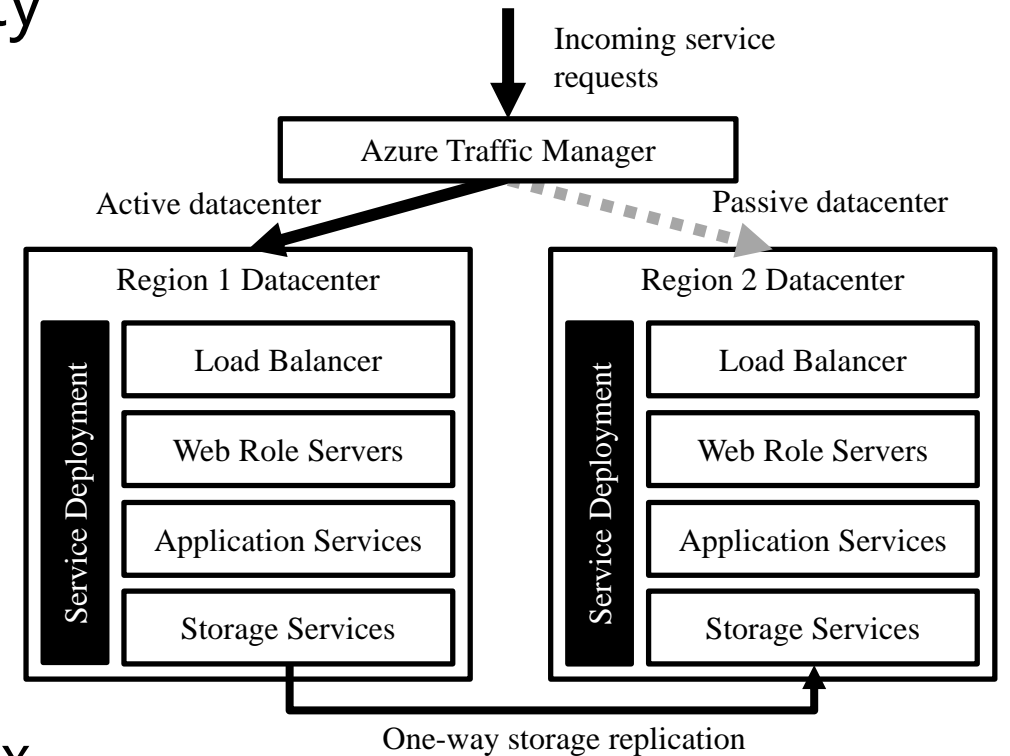 ty
Incoming service
requests
Azure Traffic Manager
Active datacenter
Passive datacenter
Region 1 Datacenter
Service Deployment
Load Balancer
Web Role Servers
Application Services
Storage Services
Region 2 Datacenter
Service Deployment
Load Balancer
Web Role Servers
Application Services
Storage Services
One-way storage replication